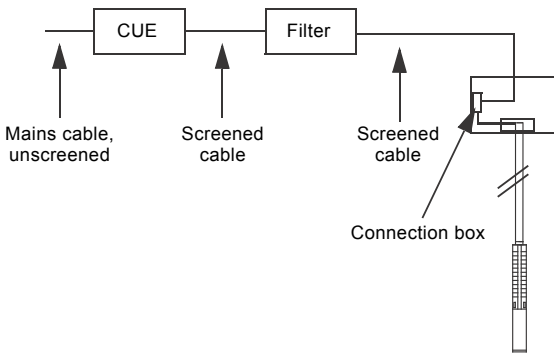 CUE
Filter
Mains cable,
unscreened
Screened
cable
Screened
cable
Connection box